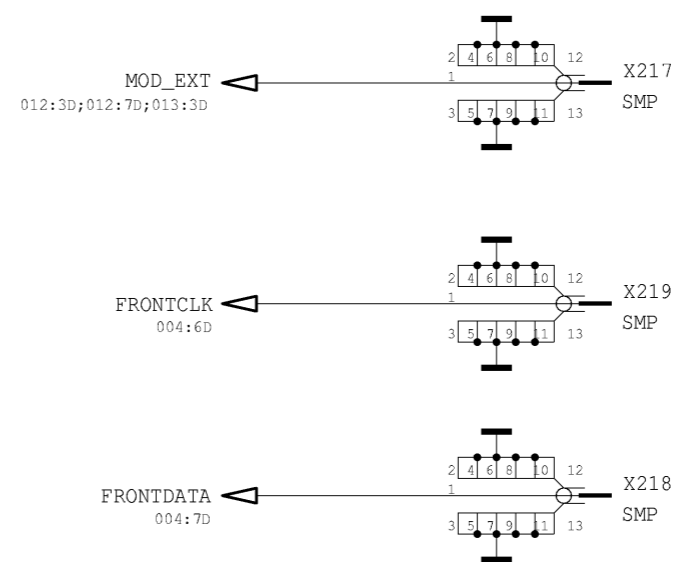 2 4 6 8 10 12
MOD_EXT 1 X217
012:3D;012:7D;013:3D SMP
3 5 7 9 11 13
2 4 6 8 10 12
FRONTCLK 1 X219
004:6D SMP
3 5 7 9 11 13
2 4 6 8 10 12
FRONTDATA 1 X218
004:7D SMP
3 5 7 9 11 13